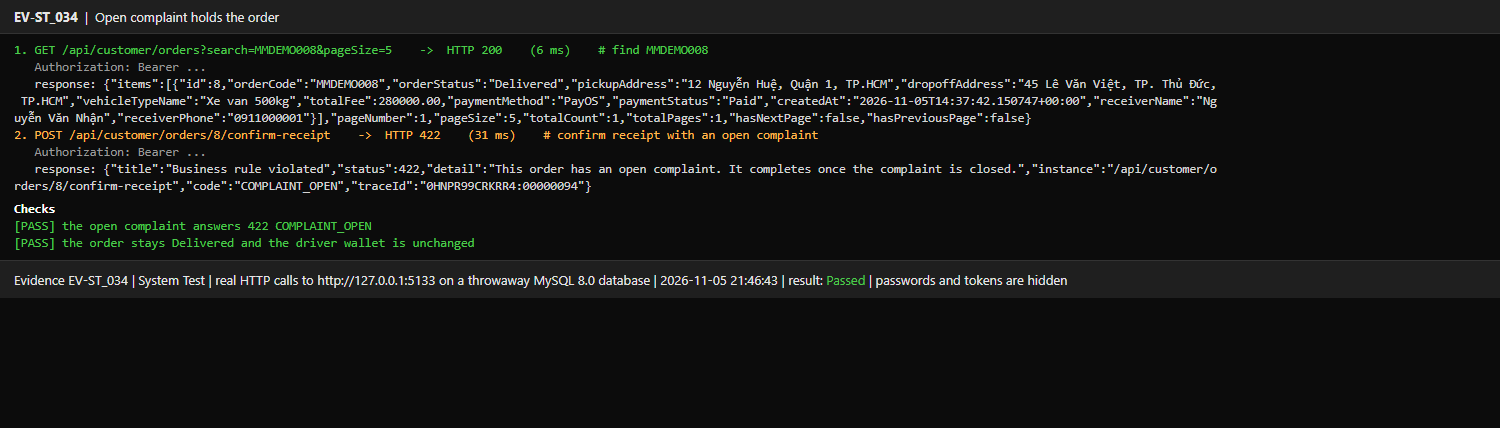 EV-ST_034 | Open complaint holds the order
1. GET /api/customer/orders?search=MMDEMO008&pageSize=5 -> HTTP 200 (6 ms) # find MMDEMO008
Authorization: Bearer ...
response: {"items":[{"id":8,"orderCode":"MMDEMO008","orderStatus":"Delivered","pickupAddress":"12 Nguyễn Huệ, Quận 1, TP.HCM","dropoffAddress":"45 Lê Văn Việt, TP. Thủ Đức,
TP.HCM","vehicleTypeName":"Xe van 500kg","totalFee":280000.00,"paymentMethod":"PayOS","paymentStatus":"Paid","createdAt":"2026-11-05T14:37:42.150747+00:00","receiverName":"Ng
uyễn Văn Nhận","receiverPhone":"0911000001"}],"pageNumber":1,"pageSize":5,"totalCount":1,"totalPages":1,"hasNextPage":false,"hasPreviousPage":false}
2. POST /api/customer/orders/8/confirm-receipt -> HTTP 422 (31 ms) # confirm receipt with an open complaint
Authorization: Bearer ...
response: {"title":"Business rule violated","status":422,"detail":"This order has an open complaint. It completes once the complaint is closed.","instance":"/api/customer/o
rders/8/confirm-receipt","code":"COMPLAINT_OPEN","traceId":"0HNPR99CRKRR4:00000094"}
Checks
[PASS] the open complaint answers 422 COMPLAINT_OPEN
[PASS] the order stays Delivered and the driver wallet is unchanged
Evidence EV-ST_034 | System Test | real HTTP calls to http://127.0.0.1:5133 on a throwaway MySQL 8.0 database | 2026-11-05 21:46:43 | result: Passed | passwords and tokens are hidden